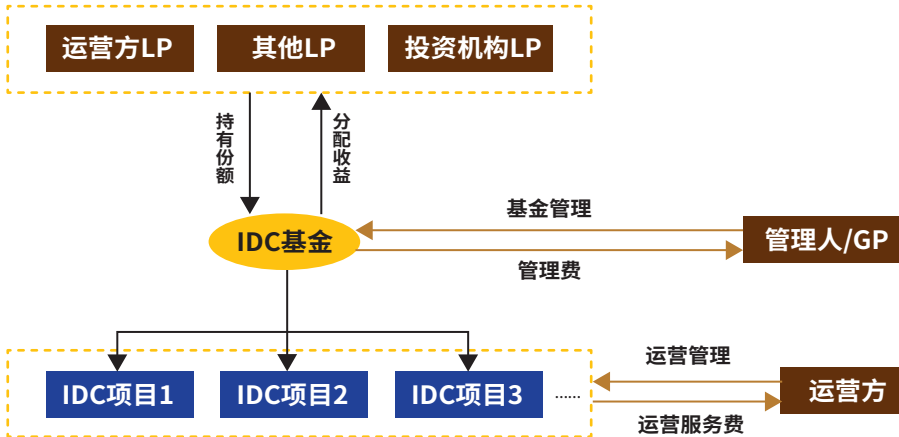 运营方LP
其他LP
投资机构LP
持有份额
分配收益
基金管理
IDC基金
管理人/GP
管理费
运营管理
IDC项目1
IDC项目2
IDC项目3
······
运营方
运营服务费